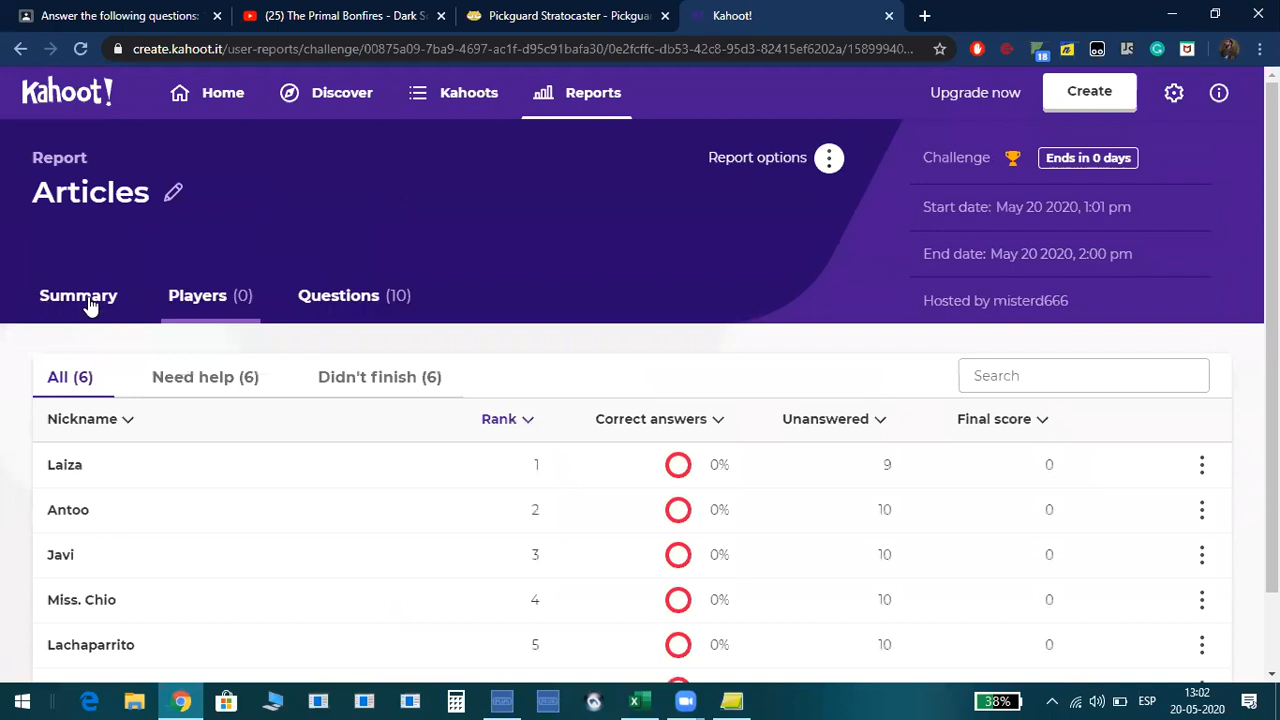 Answer the following questions:
(25) The Primal Bonfires - Dark S
Pickguard Stratocaster - Pickgua
Kahoot!
create.kahoot.it/user-reports/challenge/00875a09-7ba9-4697-ac1f-d95c91bafa30/0e2fcffc-db53-42c8-95d3-82415ef6202a/15899940...
18
Kahoot!
Home
Discover
Kahoots
Reports
Upgrade now
Create
Report
Report options
Challenge
Ends in 0 days
Articles
Start date: May 20 2020, 1:01 pm
End date: May 20 2020, 2:00 pm
Summary
Players (0)
Questions (10)
Hosted by misterd666
All (6)
Need help (6)
Didn't finish (6)
Search
Nickname
Rank
Correct answers
Unanswered
Final score
Laiza 1 0% 9 0
Antoo 2 0% 10 0
Javi 3 0% 10 0
Miss. Chio 4 0% 10 0
Lachaparrito 5 0% 10 0
38%
ESP
13:02
20-05-2020